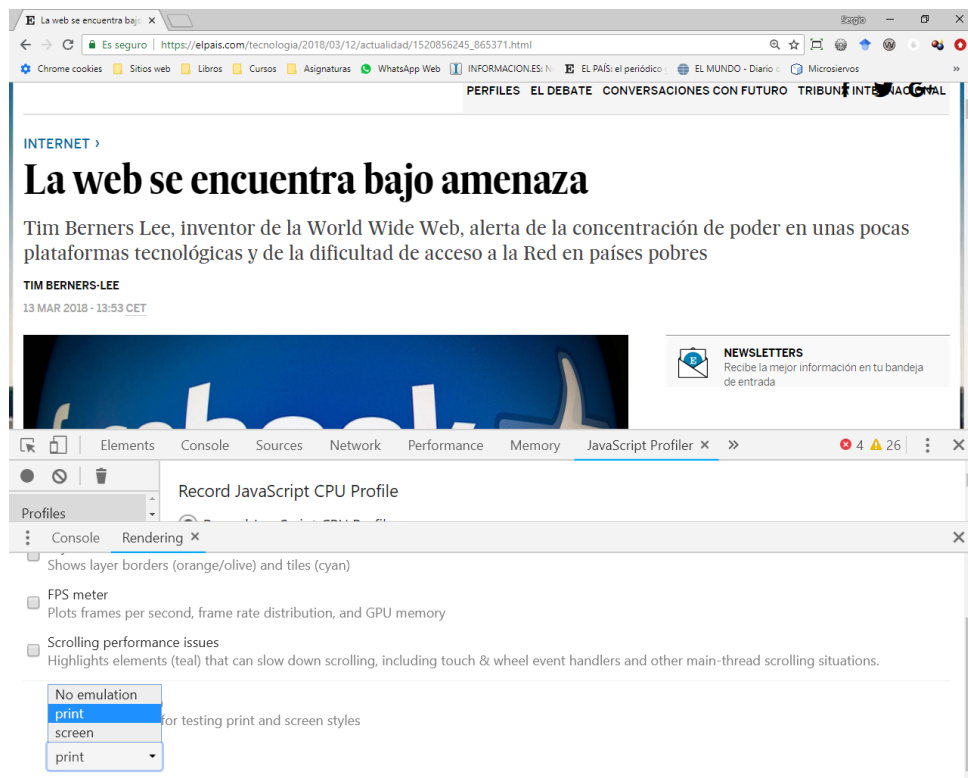 La web se encuentra bajo
Sergio
Es seguro
https://elpais.com/tecnologia/2018/03/12/actualidad/1520856245_865371.html
Chrome cookies Sitios web Libros Cursos Asignaturas WhatsApp Web INFORMACION.ES: N EL PAÍS: el periódico EL MUNDO - Diario Microsiervos »
PERFILES EL DEBATE CONVERSACIONES CON FUTURO TRIBUNA INTERNACIONAL
INTERNET ›
La web se encuentra bajo amenaza
Tim Berners Lee, inventor de la World Wide Web, alerta de la concentración de poder en unas pocas
plataformas tecnológicas y de la dificultad de acceso a la Red en países pobres
TIM BERNERS-LEE
13 MAR 2018 - 13:53 CET
NEWSLETTERS
Recibe la mejor información en tu bandeja
de entrada
Elements Console Sources Network Performance Memory JavaScript Profiler × » 4 26
Record JavaScript CPU Profile
Profiles
Console Rendering ×
Shows layer borders (orange/olive) and tiles (cyan)
FPS meter
Plots frames per second, frame rate distribution, and GPU memory
Scrolling performance issues
Highlights elements (teal) that can slow down scrolling, including touch & wheel event handlers and other main-thread scrolling situations.
No emulation
print
for testing print and screen styles
screen
print